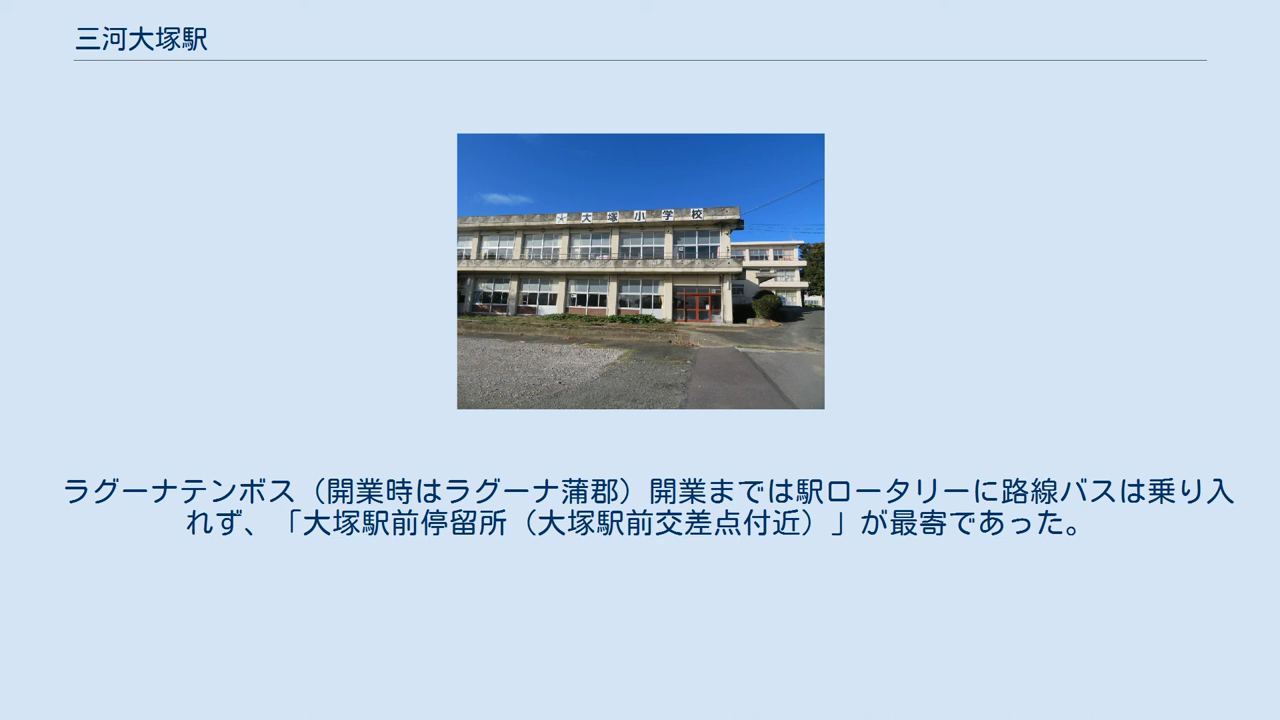 三河大塚駅
大塚小学校
ラグーナテンボス（開業時はラグーナ蒲郡）開業までは駅ロータリーに路線バスは乗り入
れず、「大塚駅前停留所（大塚駅前交差点付近）」が最寄であった。